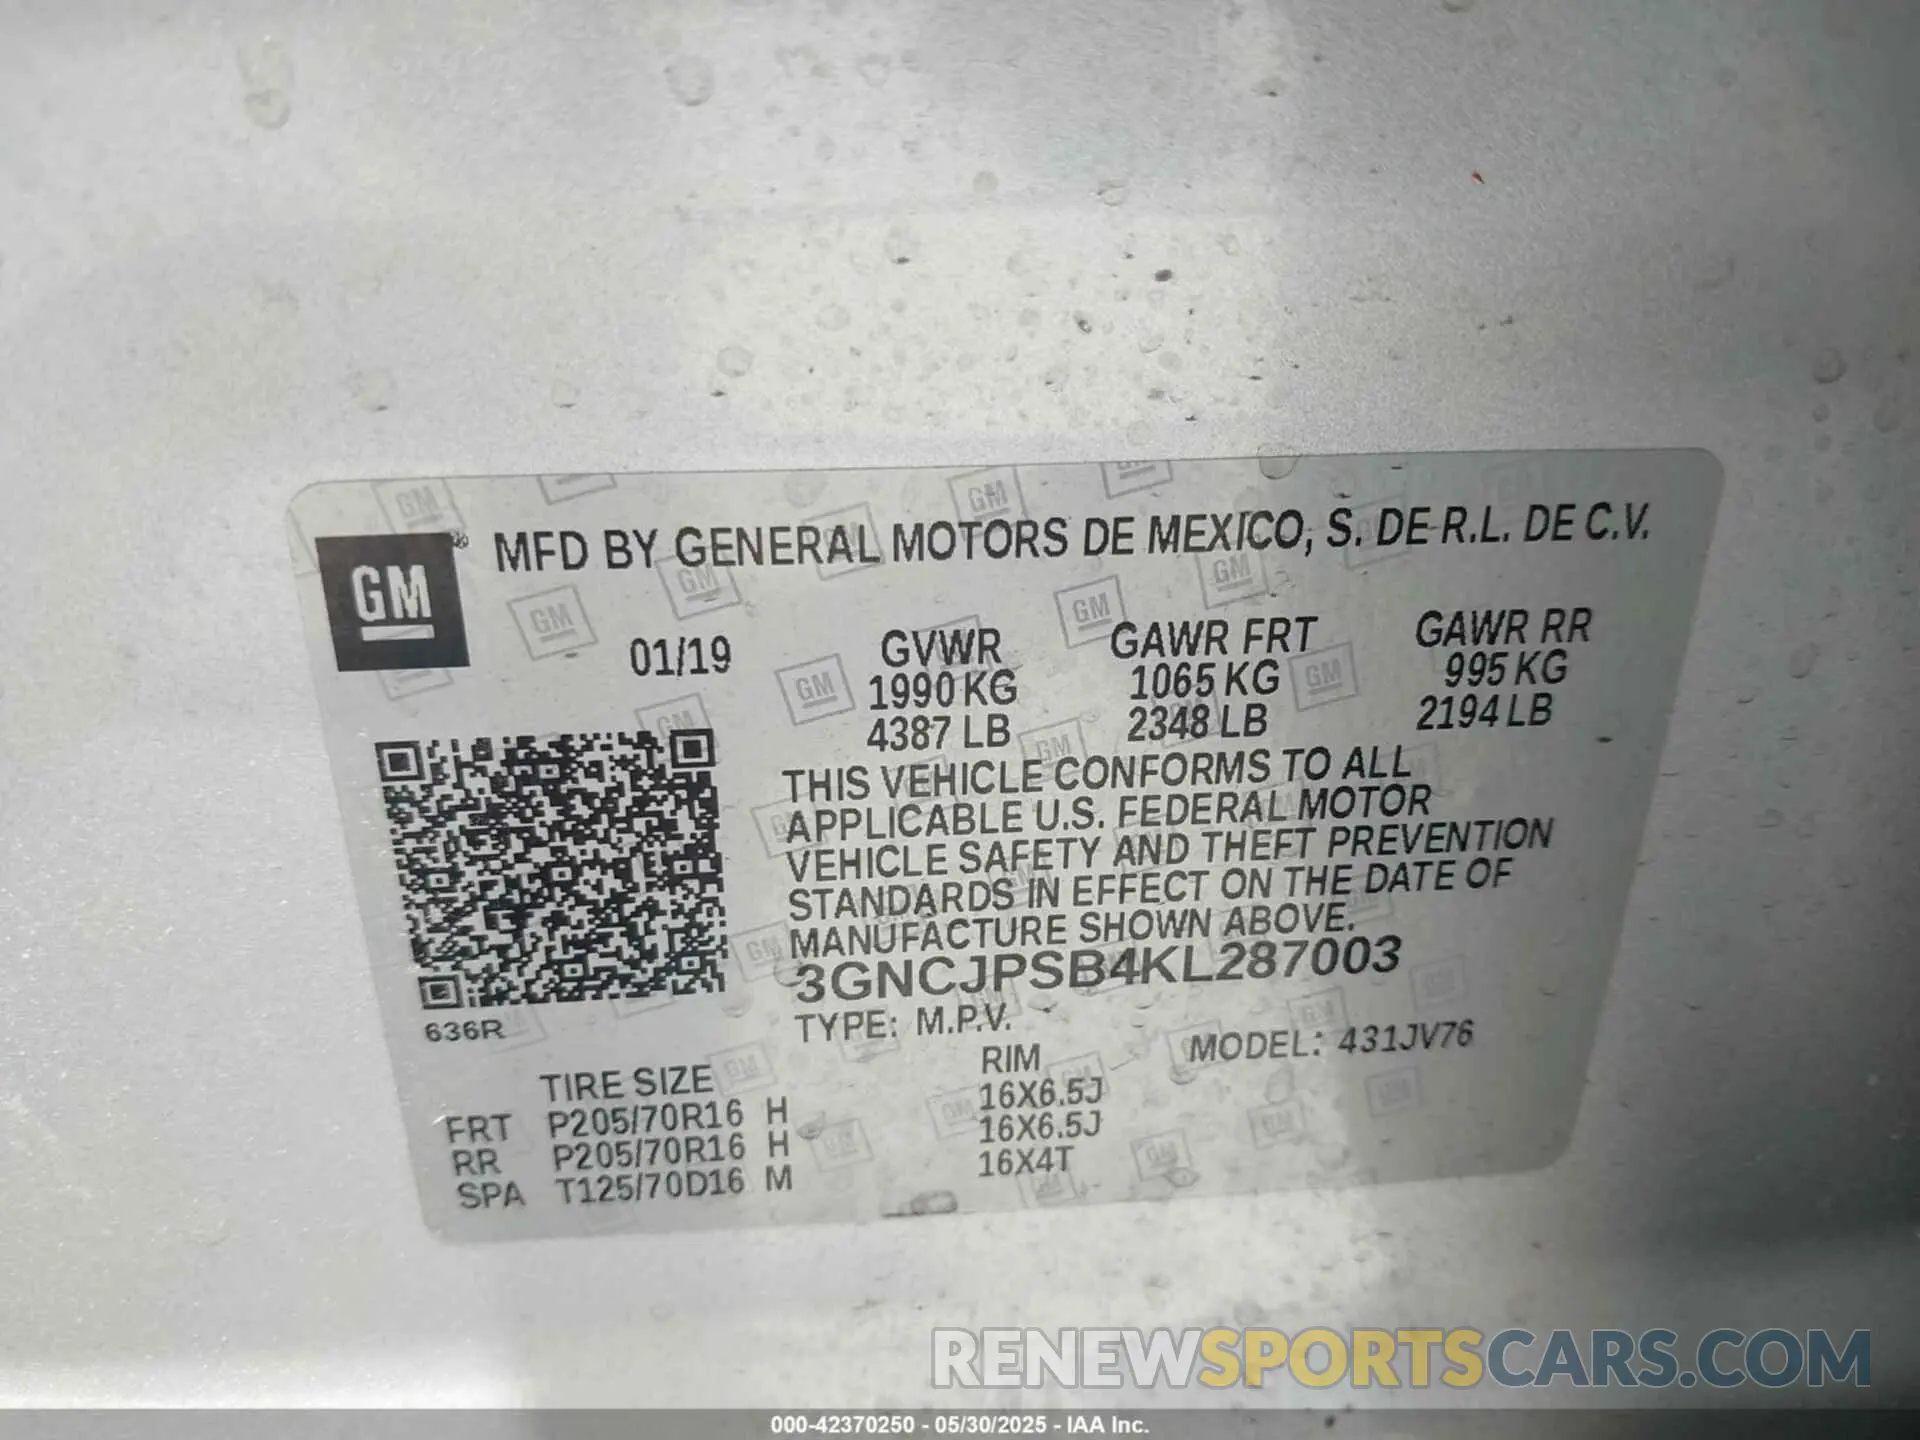 MFD BY GENERAL MOTORS DE MEXICO, S. DE R.L. DE C.V.
GM
®
01/19
GVWR GAWR FRT GAWR RR
1990 KG 1065 KG 995 KG
4387 LB 2348 LB 2194 LB
THIS VEHICLE CONFORMS TO ALL
APPLICABLE U.S. FEDERAL MOTOR
VEHICLE SAFETY AND THEFT PREVENTION
STANDARDS IN EFFECT ON THE DATE OF
MANUFACTURE SHOWN ABOVE.
3GNCJPSB4KL287003
636R
TYPE: M.P.V.
MODEL: 431JV76
TIRE SIZE RIM
FRT P205/70R16 H 16X6.5J
RR P205/70R16 H 16X6.5J
SPA T125/70D16 M 16X4T
RENEWSPORTSCARS.COM
000-42370250 - 05/30/2025 - IAA Inc.